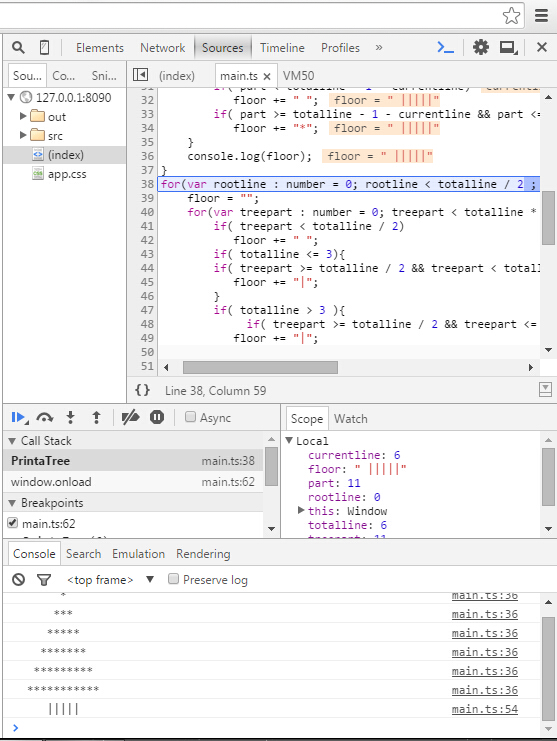 Elements Network Sources Timeline Profiles »
Sou... Co... Sni... (index) main.ts × VM50
127.0.0.1:8090
out
src
(index)
app.css
32 floor += " "; floor = " |||||"
33 if( part >= totalline - 1 - currentline && part <=
34 floor += "*"; floor = " |||||"
35 }
36 console.log(floor); floor = " |||||"
37 }
38 for(var rootline : number = 0; rootline < totalline / 2 ;
39 floor = "";
40 for(var treepart : number = 0; treepart < totalline *
41 if( treepart < totalline / 2)
42 floor += " ";
43 if( totalline <= 3){
44 if( treepart >= totalline / 2 && treepart < totall
45 floor += "|";
46 }
47 if( totalline > 3 ){
48 if( treepart >= totalline / 2 && treepart <=
49 floor += "|";
50
51
{} Line 38, Column 59
Async
Scope Watch
Call Stack
PrintaTree main.ts:38
window.onload main.ts:62
Breakpoints
main.ts:62
Local
currentline: 6
floor: " |||||"
part: 11
rootline: 0
this: Window
totalline: 6
treepart: 11
Console Search Emulation Rendering
<top frame> ▼ Preserve log
* main.ts:36
*** main.ts:36
***** main.ts:36
******* main.ts:36
********* main.ts:36
*********** main.ts:36
||||| main.ts:54
>